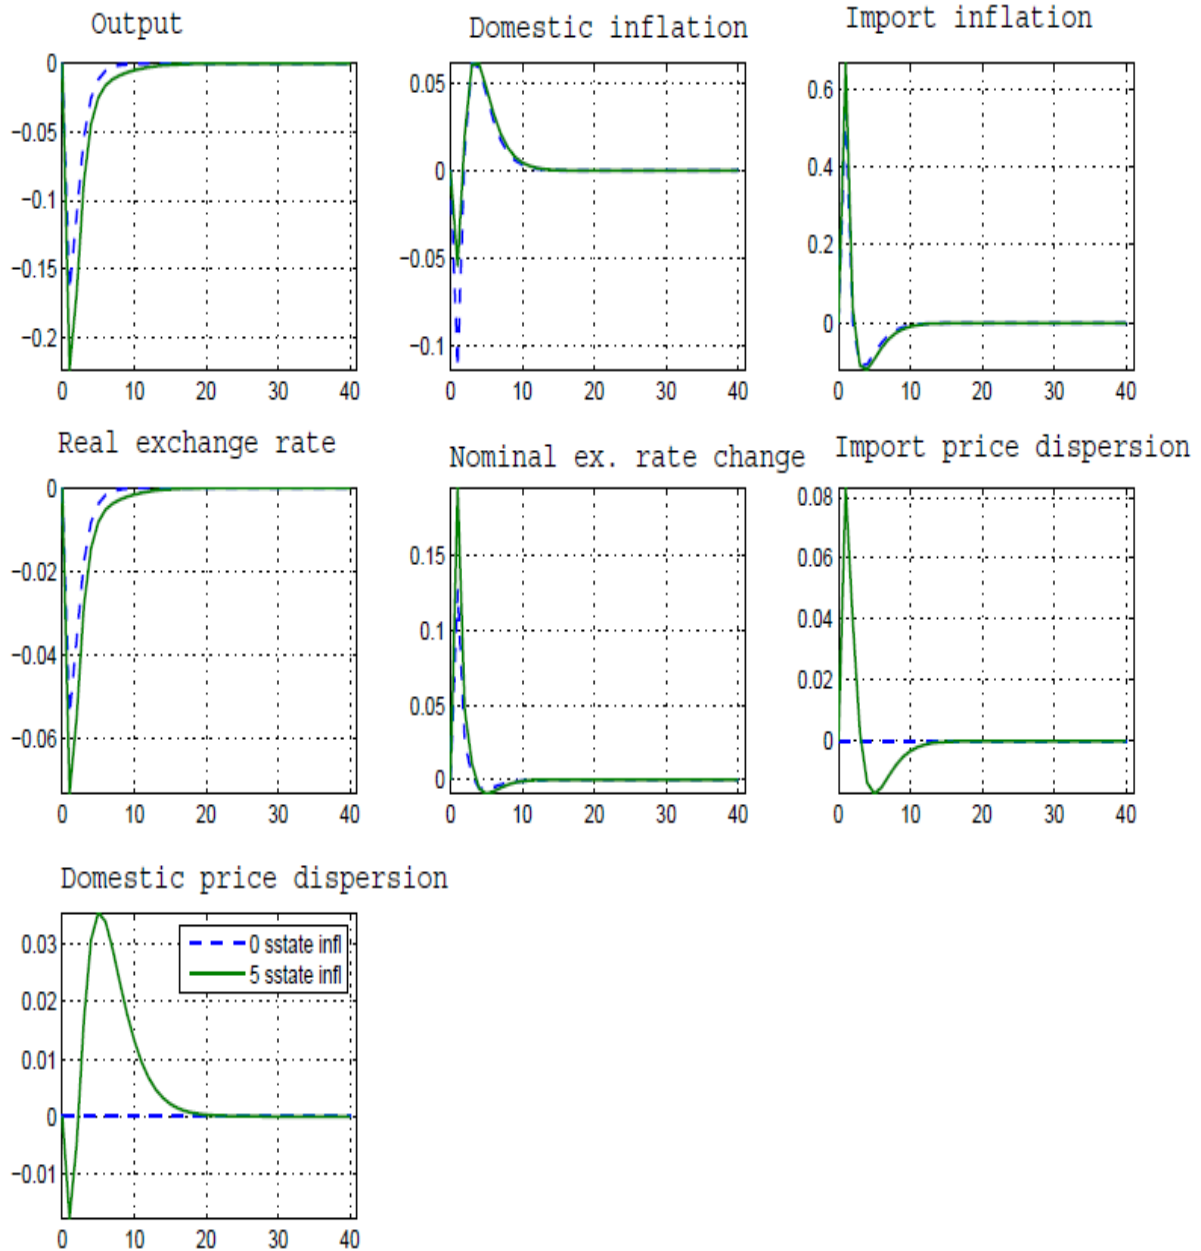 Output
Domestic inflation
Import inflation
0
−0.05
−0.1
−0.15
−0.2
0 10 20 30 40
0.05
0
−0.05
−0.1
0 10 20 30 40
0.6
0.4
0.2
0
0 10 20 30 40
Real exchange rate
Nominal ex. rate change
Import price dispersion
0
−0.02
−0.04
−0.06
0 10 20 30 40
0.15
0.1
0.05
0
0 10 20 30 40
0.08
0.06
0.04
0.02
0
0 10 20 30 40
Domestic price dispersion
0.03
0.02
0.01
0
−0.01
0 10 20 30 40
0 sstate infl
5 sstate infl